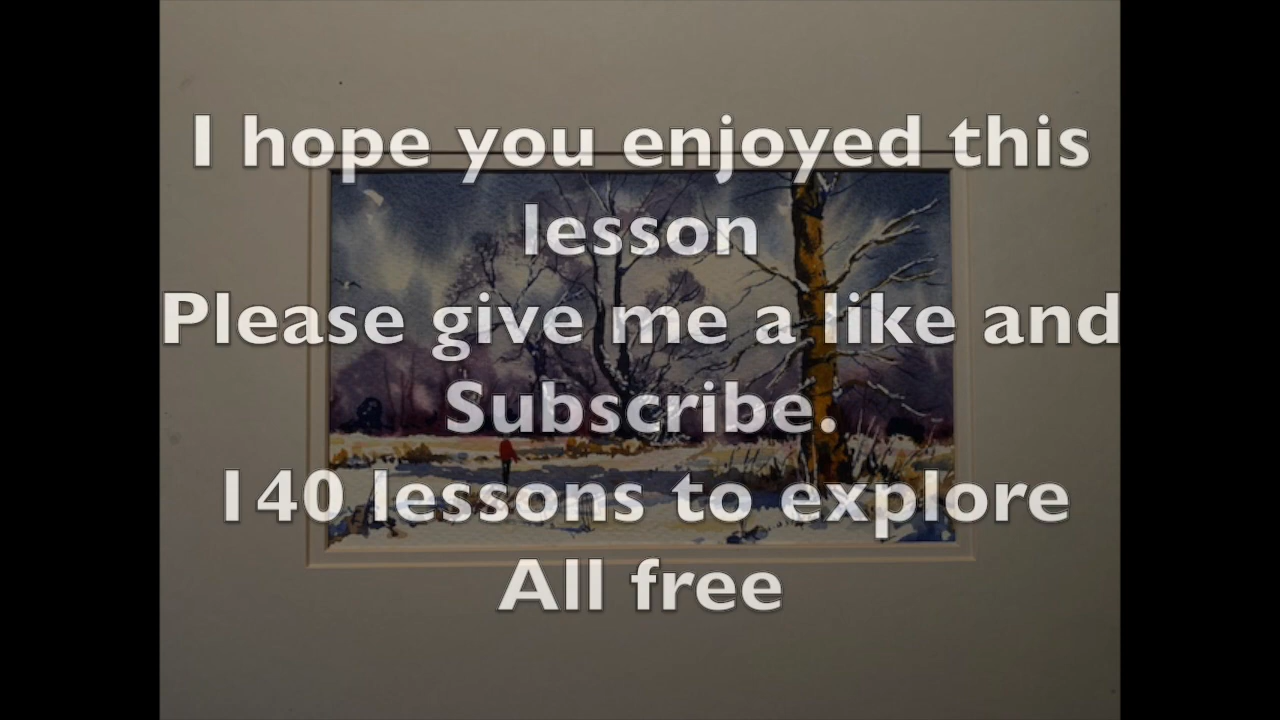 I hope you enjoyed this
lesson
Please give me a like and
Subscribe.
140 lessons to explore
All free